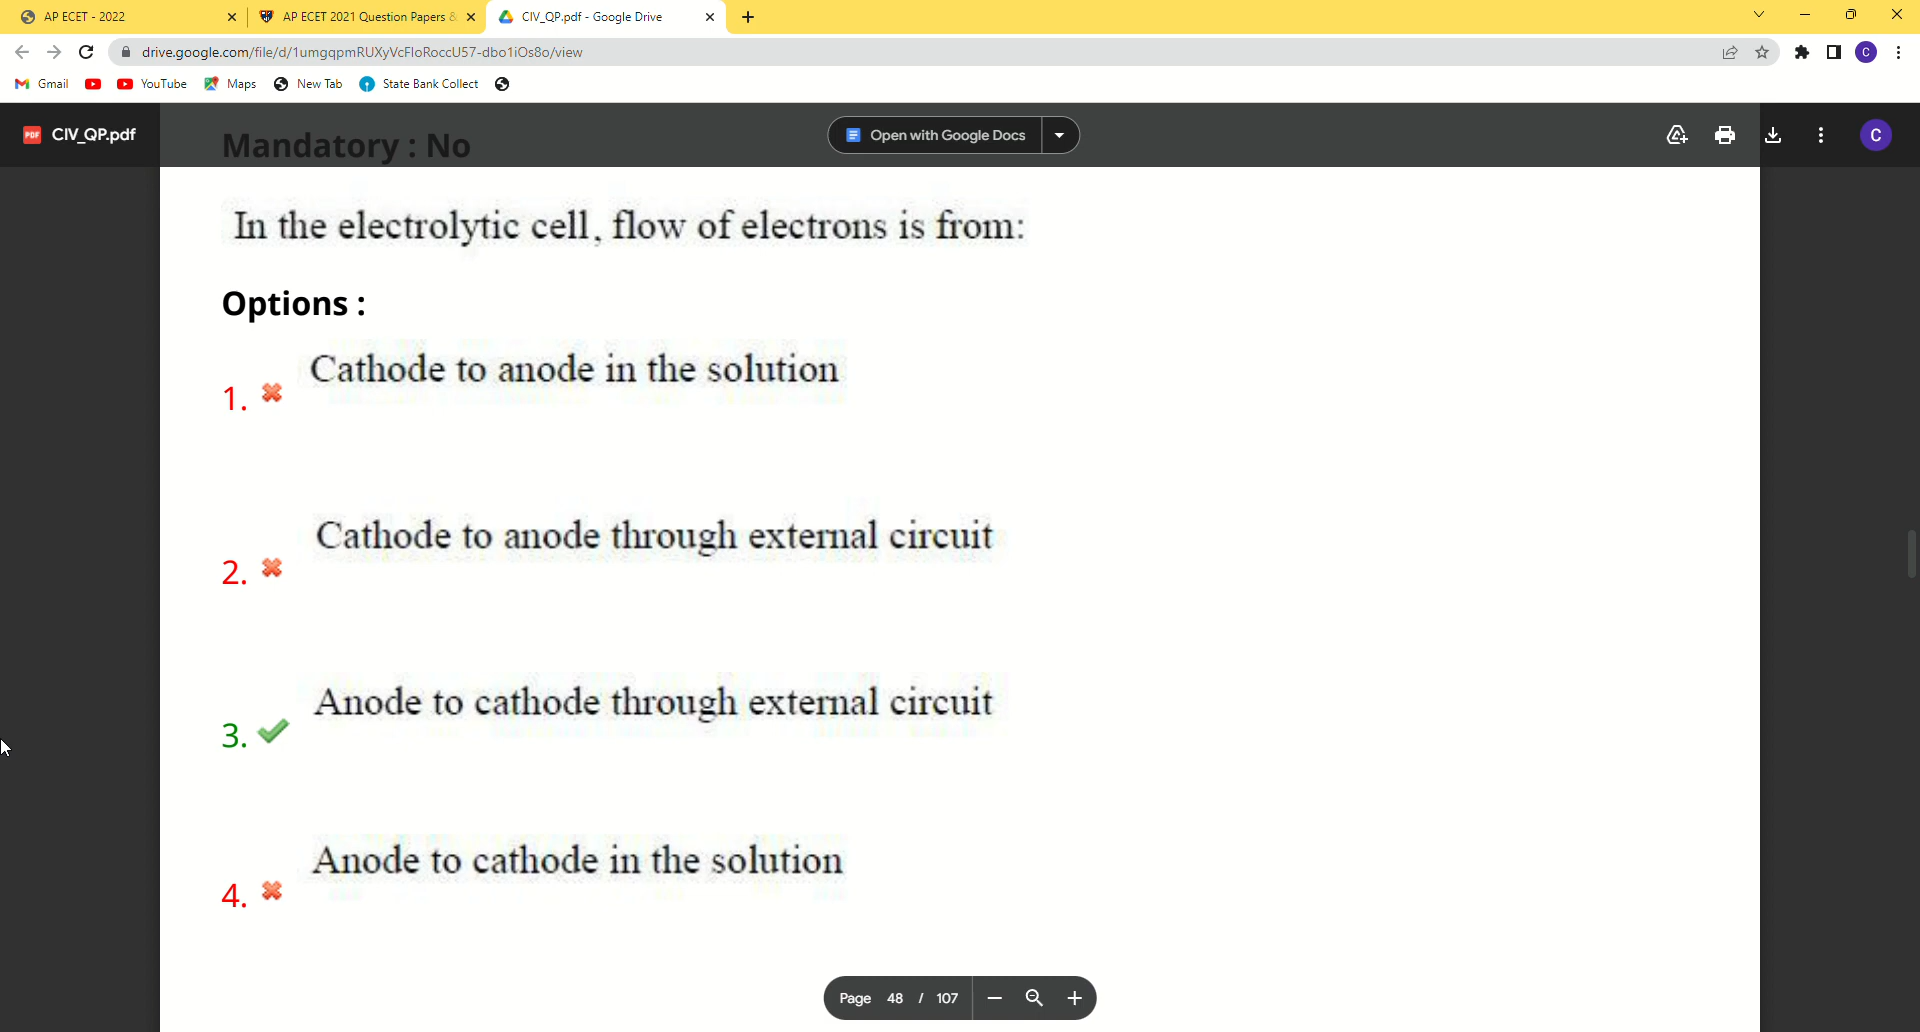 AP ECET - 2022
AP ECET 2021 Question Papers &
CIV_QP.pdf - Google Drive
drive.google.com/file/d/1umgqpmRUXyVcFloRoccU57-dbo1iOs8o/view
C
Gmail
YouTube
Maps
New Tab
State Bank Collect
PDF
CIV_QP.pdf
Mandatory : No
Open with Google Docs
C
In the electrolytic cell, flow of electrons is from:
Options :
Cathode to anode in the solution
1.
Cathode to anode through external circuit
2.
Anode to cathode through external circuit
3.
Anode to cathode in the solution
4.
Page 48 / 107